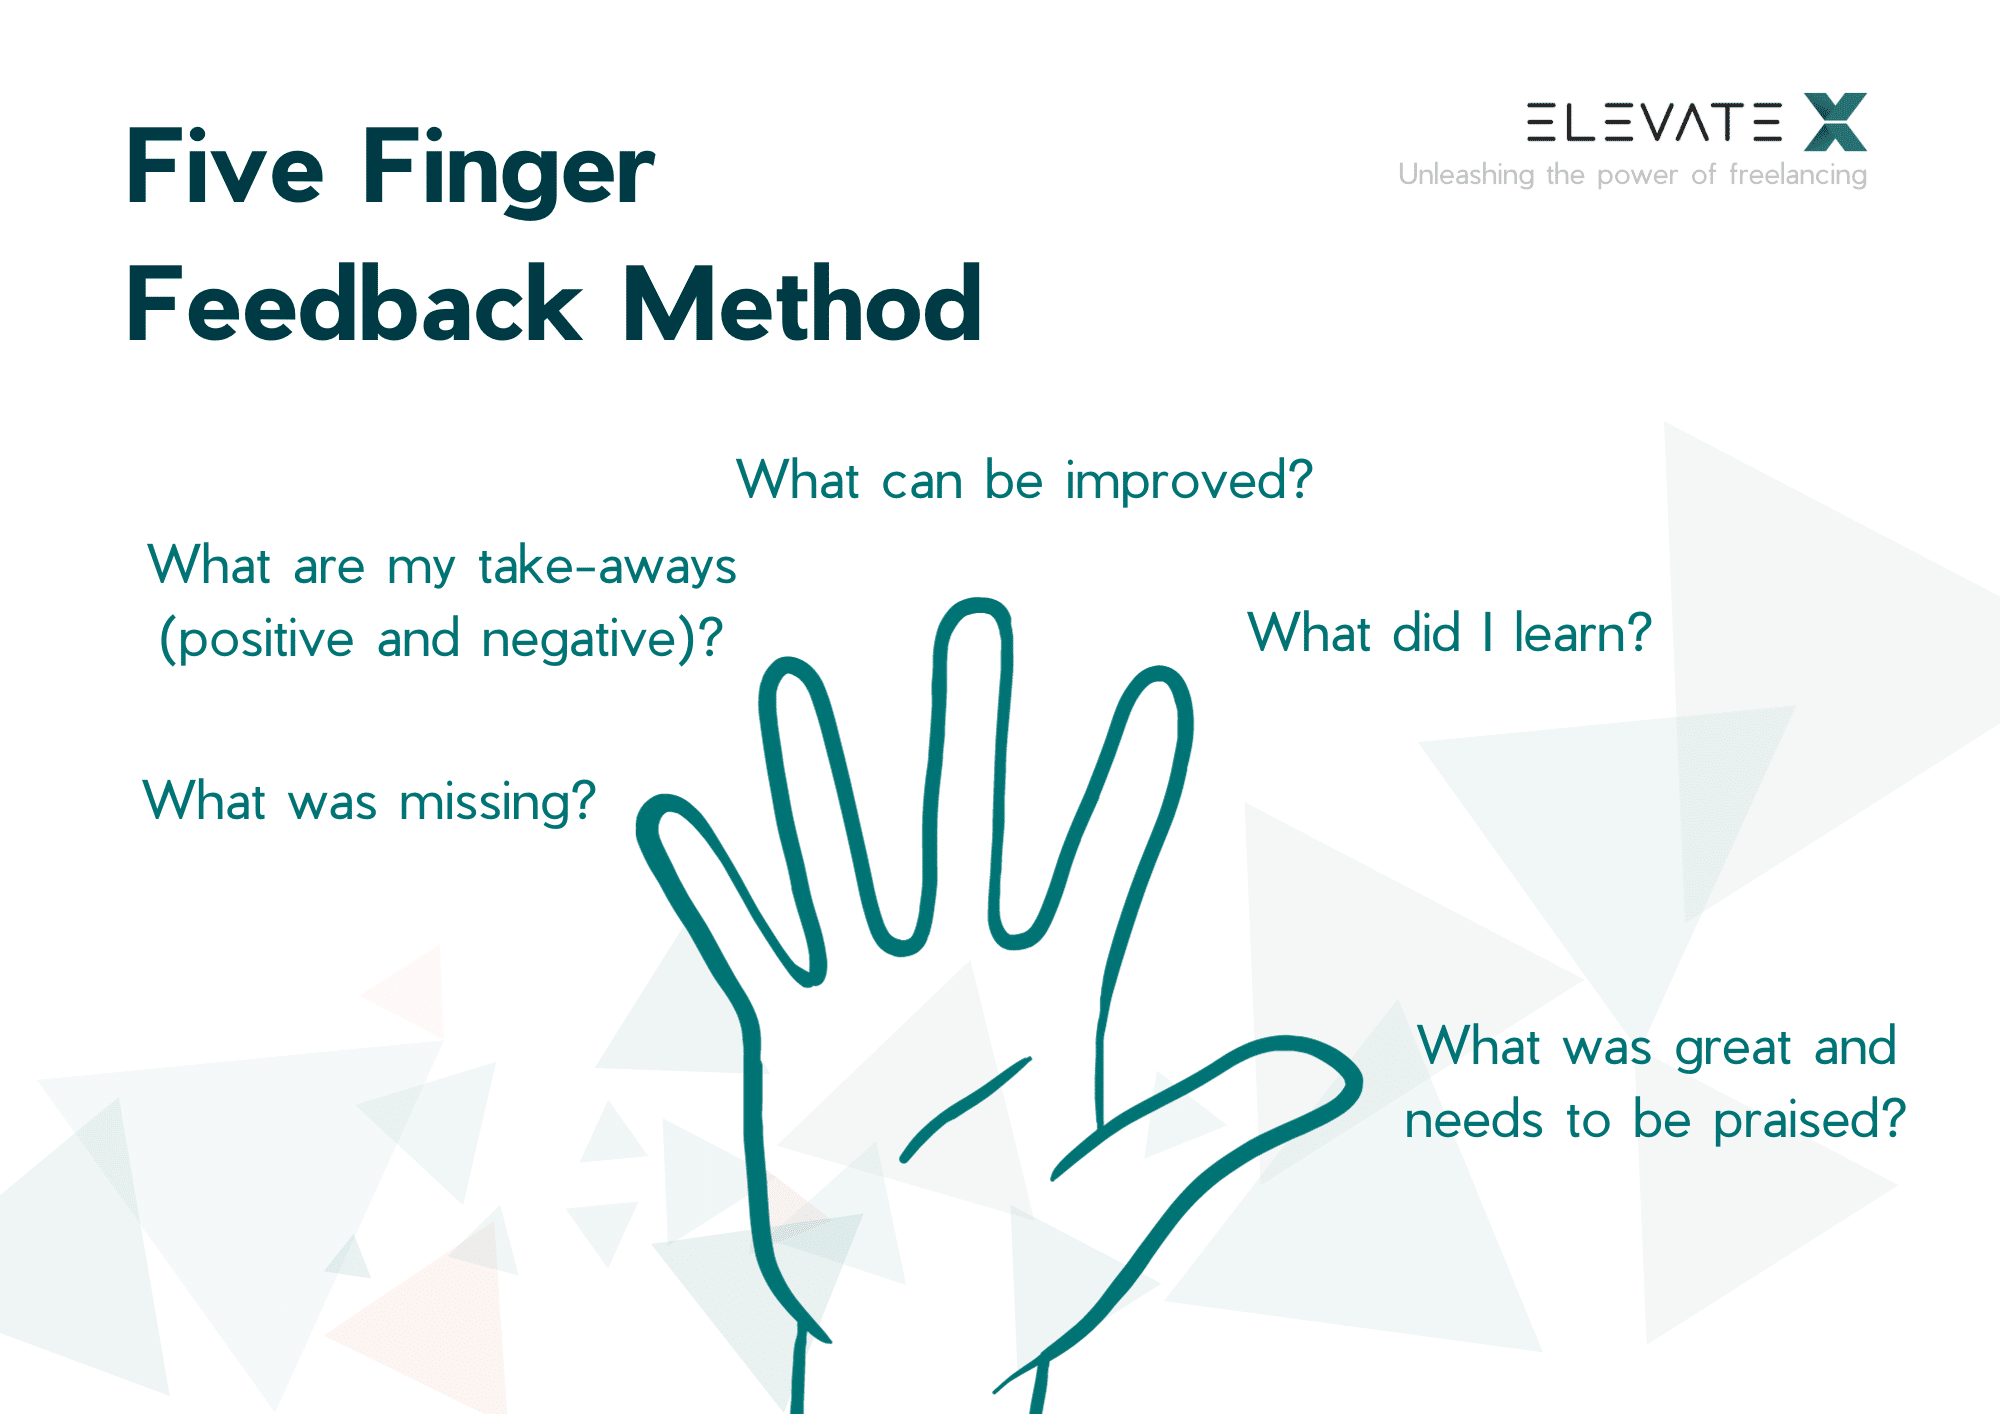 Five Finger
Feedback Method
ELEVATE X
Unleashing the power of freelancing
What can be improved?
What are my take-aways
(positive and negative)?
What did I learn?
What was missing?
What was great and
needs to be praised?